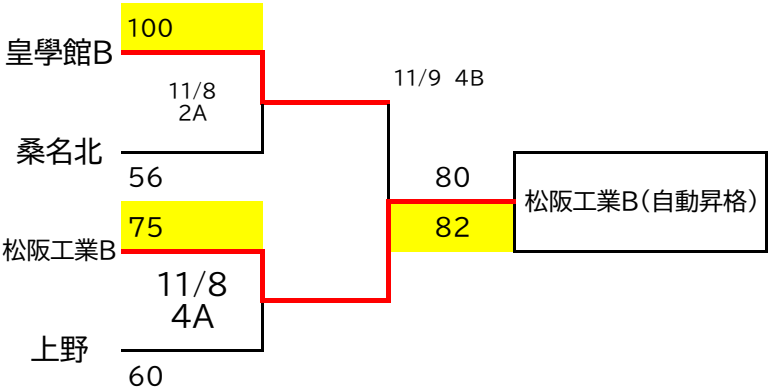 100
皇學館B
11/8
2A
桑名北
56
75
松阪工業B
11/8
4A
上野
60
11/9 4B
80
82
松阪工業B(自動昇格)